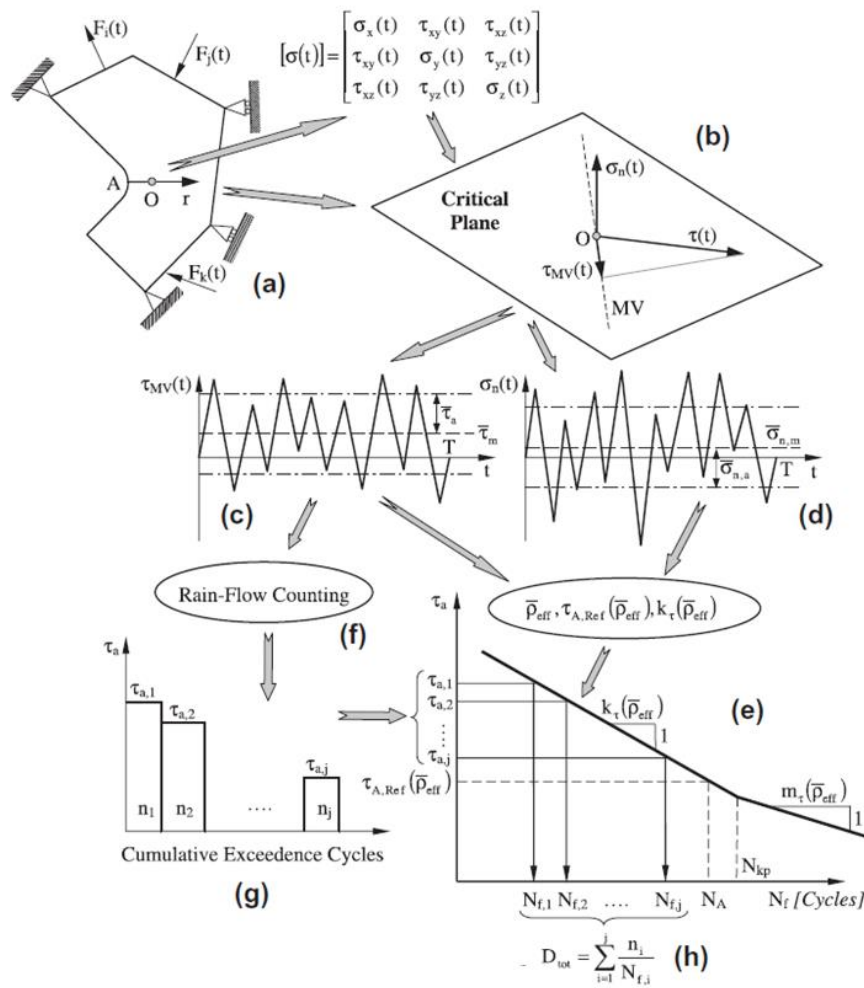 F_i(t)
F_j(t)
A
O
r
F_k(t)
(a)
[σ(t)] =
σ_x(t) τ_xy(t) τ_xz(t)
τ_xy(t) σ_y(t) τ_yz(t)
τ_xz(t) τ_yz(t) σ_z(t)
(b)
Critical
Plane
σ_n(t)
O
τ(t)
τ_MV(t)
MV
τ_MV(t)
τ̅_a
τ̅_m
T
t
(c)
σ_n(t)
σ̅_n,m
σ̅_n,a
T
t
(d)
Rain-Flow Counting
(f)
ρ̅_eff, τ_A,Ref(ρ̅_eff), k_τ(ρ̅_eff)
τ_a
τ_a,1
τ_a,2
τ_a,j
n_1 n_2 .... n_j
Cumulative Exceedence Cycles
(g)
τ_a
τ_a,1
τ_a,2
....
τ_a,j
τ_A,Ref(ρ̅_eff)
k_τ(ρ̅_eff)
1
(e)
m_τ(ρ̅_eff)
1
N_kp
N_f,1 N_f,2 .... N_f,j N_A N_f [Cycles]
D_tot = Σ_{i=1}^{j} n_i / N_f,i
(h)